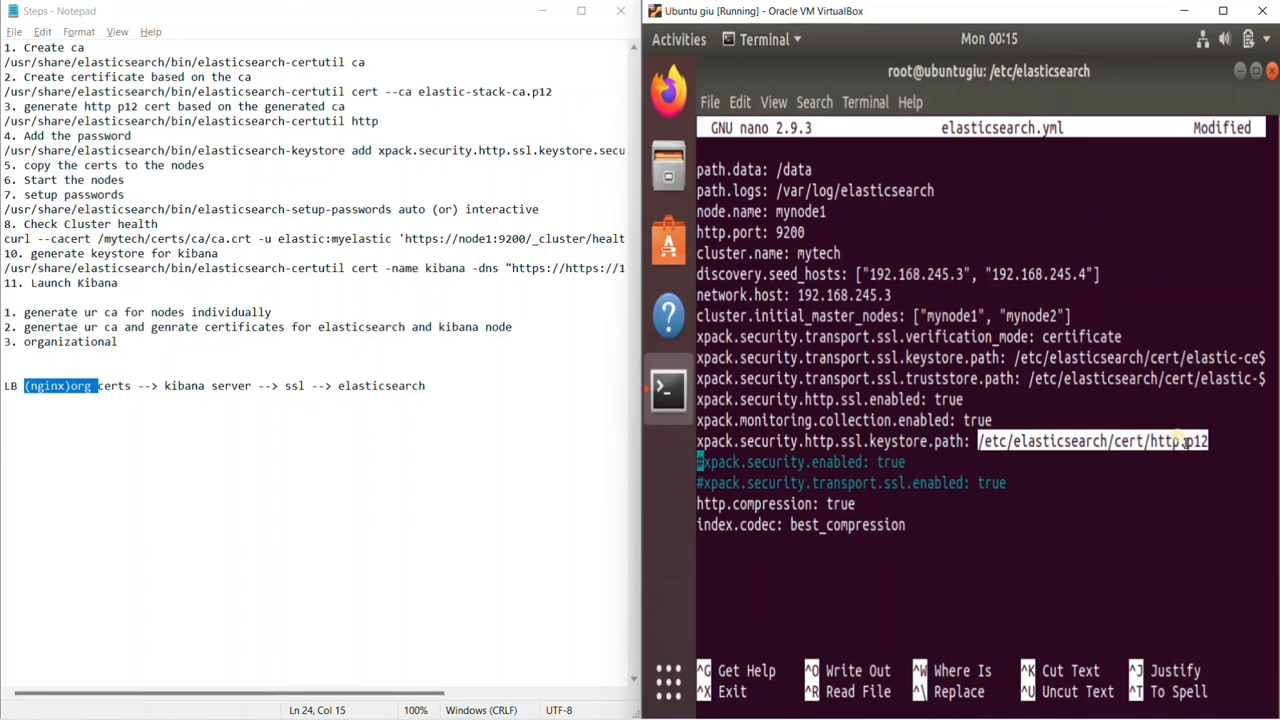 Steps - Notepad
File Edit Format View Help
1. Create ca
/usr/share/elasticsearch/bin/elasticsearch-certutil ca
2. Create certificate based on the ca
/usr/share/elasticsearch/bin/elasticsearch-certutil cert --ca elastic-stack-ca.p12
3. generate http p12 cert based on the generated ca
/usr/share/elasticsearch/bin/elasticsearch-certutil http
4. Add the password
/usr/share/elasticsearch/bin/elasticsearch-keystore add xpack.security.http.ssl.keystore.secu
5. copy the certs to the nodes
6. Start the nodes
7. setup passwords
/usr/share/elasticsearch/bin/elasticsearch-setup-passwords auto (or) interactive
8. Check Cluster health
curl --cacert /mytech/certs/ca/ca.crt -u elastic:myelastic 'https://node1:9200/_cluster/healt
10. generate keystore for kibana
/usr/share/elasticsearch/bin/elasticsearch-certutil cert -name kibana -dns "https://https://1
11. Launch Kibana
1. generate ur ca for nodes individually
2. genertae ur ca and genrate certificates for elasticsearch and kibana node
3. organizational
LB (nginx)org certs --> kibana server --> ssl --> elasticsearch
Ln 24, Col 15 100% Windows (CRLF) UTF-8
Ubuntu giu [Running] - Oracle VM VirtualBox
Activities Terminal Mon 00:15
root@ubuntugiu: /etc/elasticsearch
File Edit View Search Terminal Help
GNU nano 2.9.3 elasticsearch.yml Modified
path.data: /data
path.logs: /var/log/elasticsearch
node.name: mynode1
http.port: 9200
cluster.name: mytech
discovery.seed_hosts: ["192.168.245.3", "192.168.245.4"]
network.host: 192.168.245.3
cluster.initial_master_nodes: ["mynode1", "mynode2"]
xpack.security.transport.ssl.verification_mode: certificate
xpack.security.transport.ssl.keystore.path: /etc/elasticsearch/cert/elastic-ce$
xpack.security.transport.ssl.truststore.path: /etc/elasticsearch/cert/elastic-$
xpack.security.http.ssl.enabled: true
xpack.monitoring.collection.enabled: true
xpack.security.http.ssl.keystore.path: /etc/elasticsearch/cert/http.p12
#xpack.security.enabled: true
#xpack.security.transport.ssl.enabled: true
http.compression: true
index.codec: best_compression
^G Get Help ^O Write Out ^W Where Is ^K Cut Text ^J Justify
^X Exit ^R Read File ^\ Replace ^U Uncut Text ^T To Spell